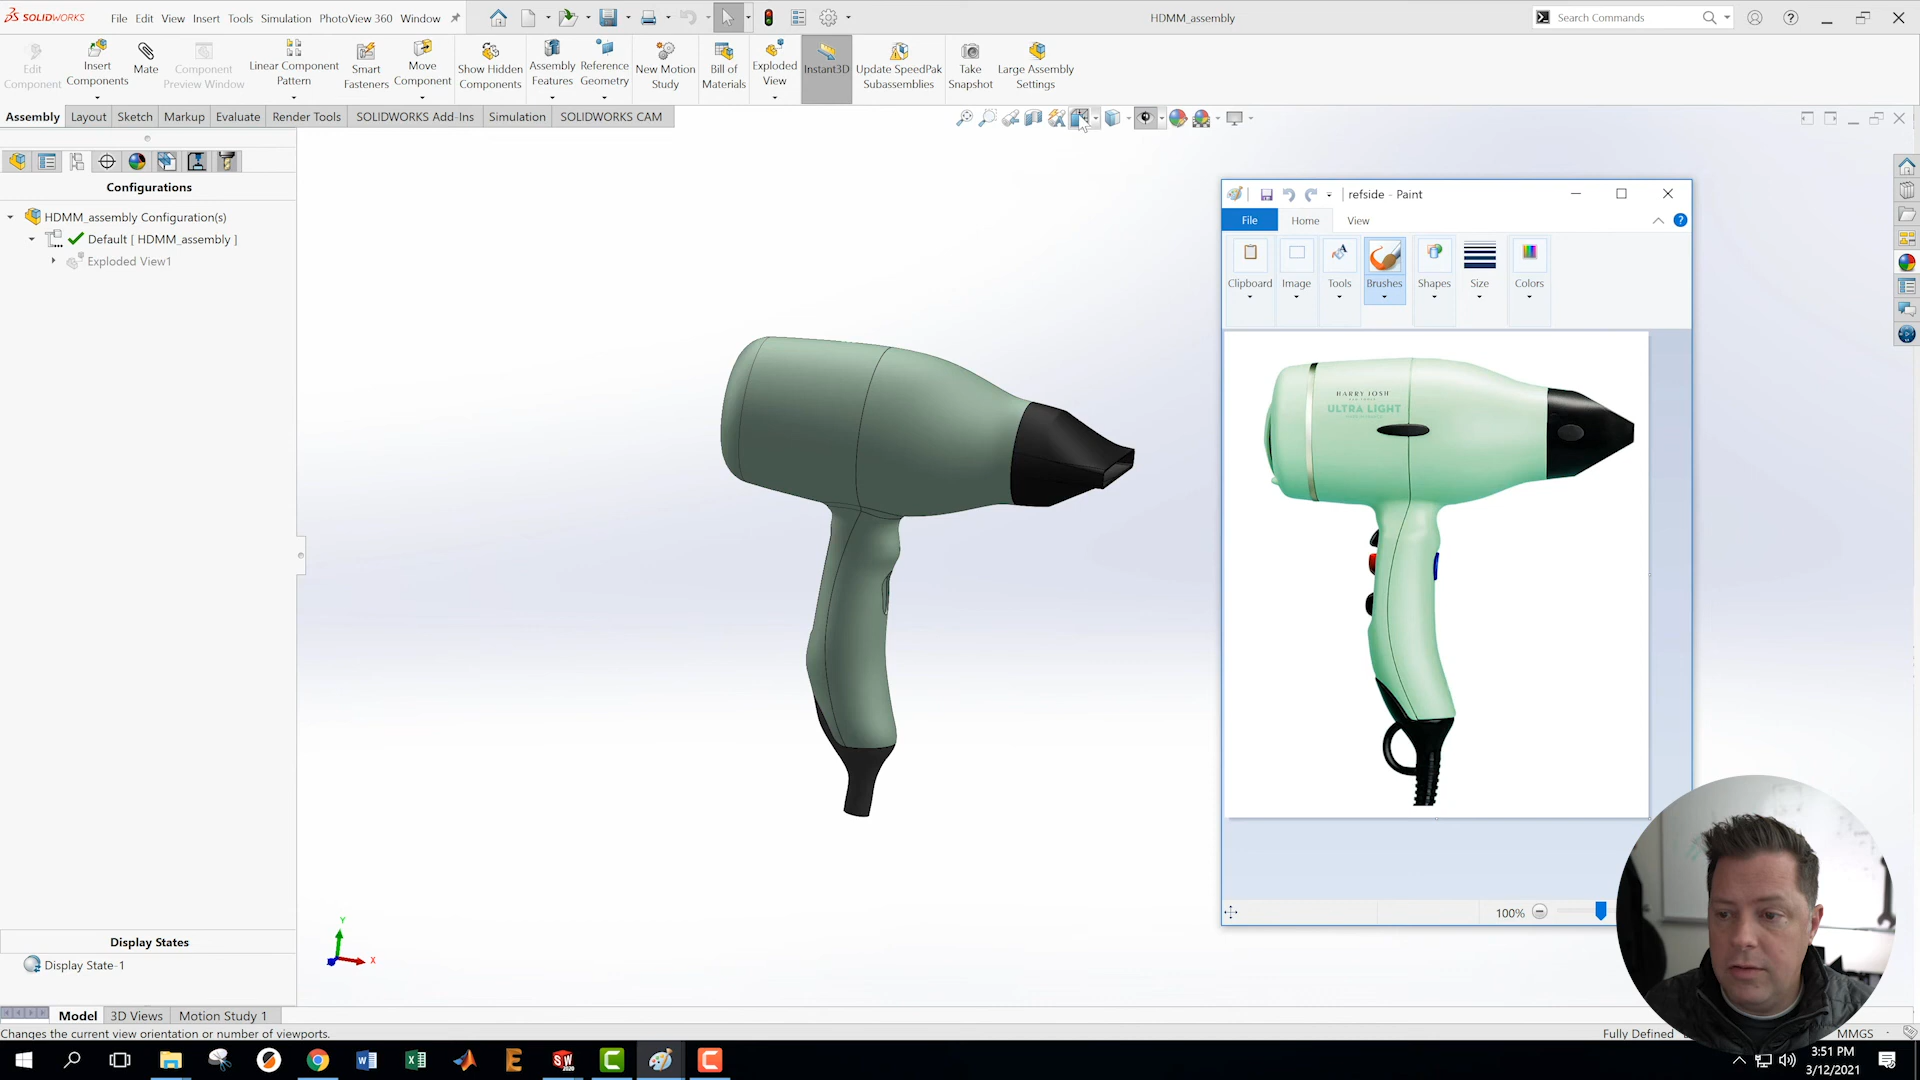 SOLIDWORKS File Edit View Insert Tools Simulation PhotoView 360 Window HDMM_assembly Search Commands
Edit Component
Insert Components
Mate
Component Preview Window
Linear Component Pattern
Smart Fasteners
Move Component
Show Hidden Components
Assembly Features
Reference Geometry
New Motion Study
Bill of Materials
Exploded View
Instant3D
Update SpeedPak Subassemblies
Take Snapshot
Large Assembly Settings
Assembly Layout Sketch Markup Evaluate Render Tools SOLIDWORKS Add-Ins Simulation SOLIDWORKS CAM
Configurations
HDMM_assembly Configuration(s)
Default [ HDMM_assembly ]
Exploded View1
refside - Paint
File Home View
Clipboard Image Tools Brushes Shapes Size Colors
HARRY JOSH
ULTRA LIGHT
100%
Y
X
Display States
Display State-1
Model 3D Views Motion Study 1
Changes the current view orientation or number of viewports.
Fully Defined MMGS
3:51 PM
3/12/2021